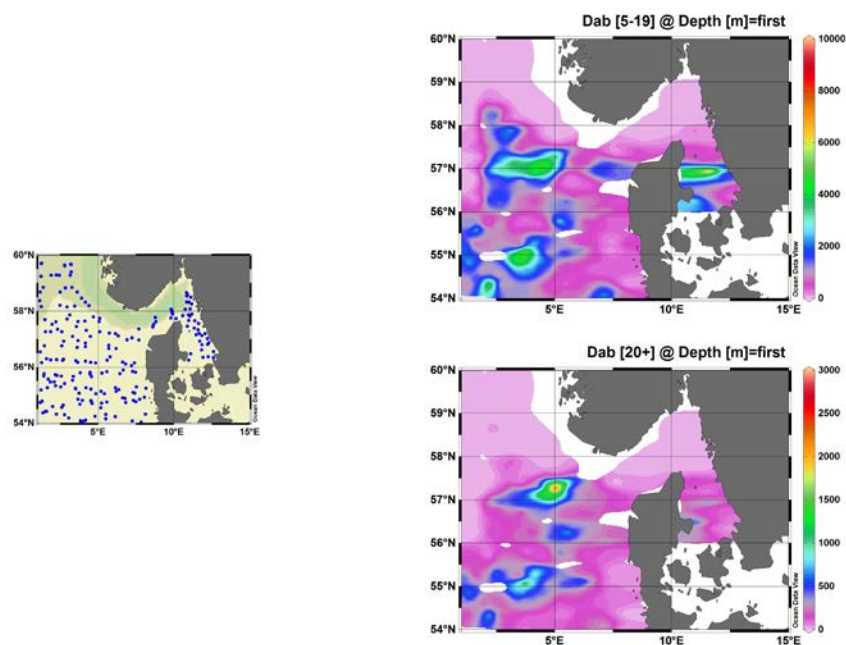 Dab [5-19] @ Depth [m]=first
60°N
59°N
58°N
57°N
56°N
55°N
54°N
5°E
10°E
15°E
10000
8000
6000
4000
2000
0
Ocean Data View
60°N
58°N
56°N
54°N
5°E
10°E
15°E
Ocean Data View
Dab [20+] @ Depth [m]=first
60°N
59°N
58°N
57°N
56°N
55°N
54°N
5°E
10°E
15°E
3000
2500
2000
1500
1000
500
0
Ocean Data View